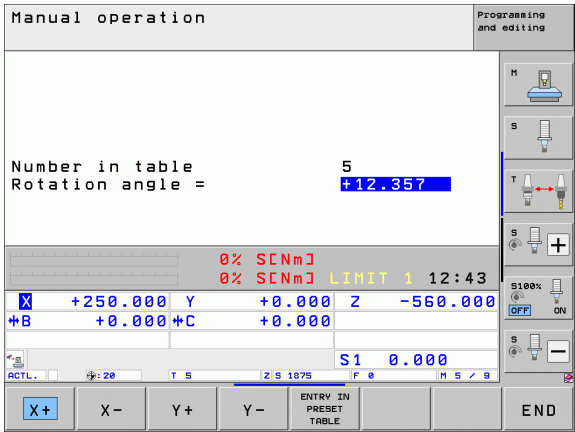 Manual operation
Programming
and editing
M
S
Number in table 5
Rotation angle = +12.357
T
S
0% S[Nm]
0% S[Nm] LIMIT 1 12:43
S100%
OFF ON
X +250.000 Y +0.000 Z -560.000
B +0.000 C +0.000
S
S1 0.000
ACTL. :20 T 5 Z S 1875 F 0 M 5 / 9
X+ X- Y+ Y- ENTRY IN
PRESET
TABLE
END